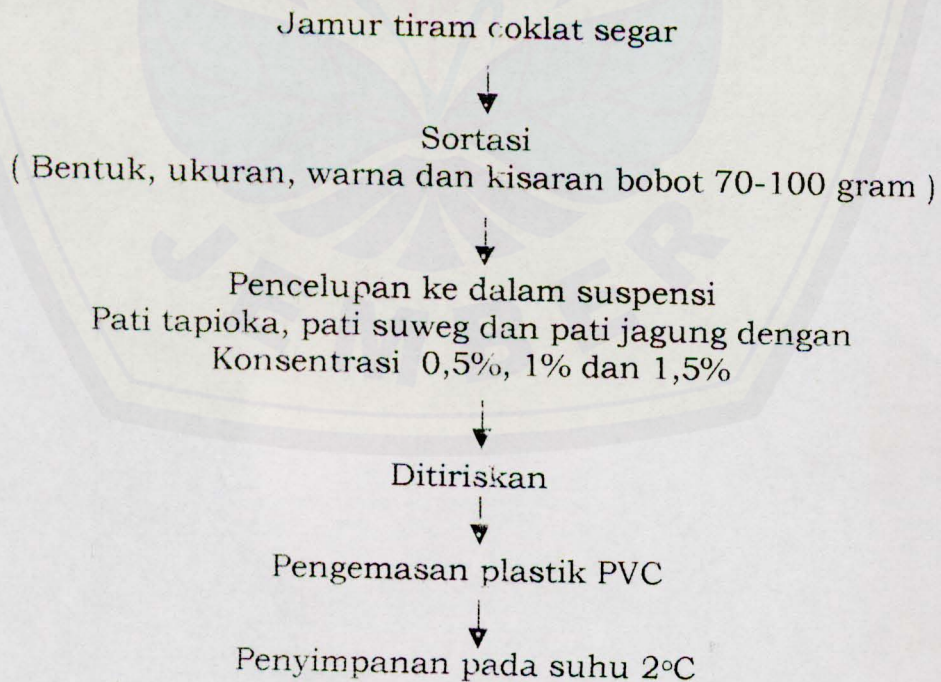 Jamur tiram coklat segar
Sortasi
( Bentuk, ukuran, warna dan kisaran bobot 70-100 gram )
Pencelupan ke dalam suspensi
Pati tapioka, pati suweg dan pati jagung dengan
Konsentrasi 0,5%, 1% dan 1,5%
Ditiriskan
Pengemasan plastik PVC
Penyimpanan pada suhu 2°C
JEMBER